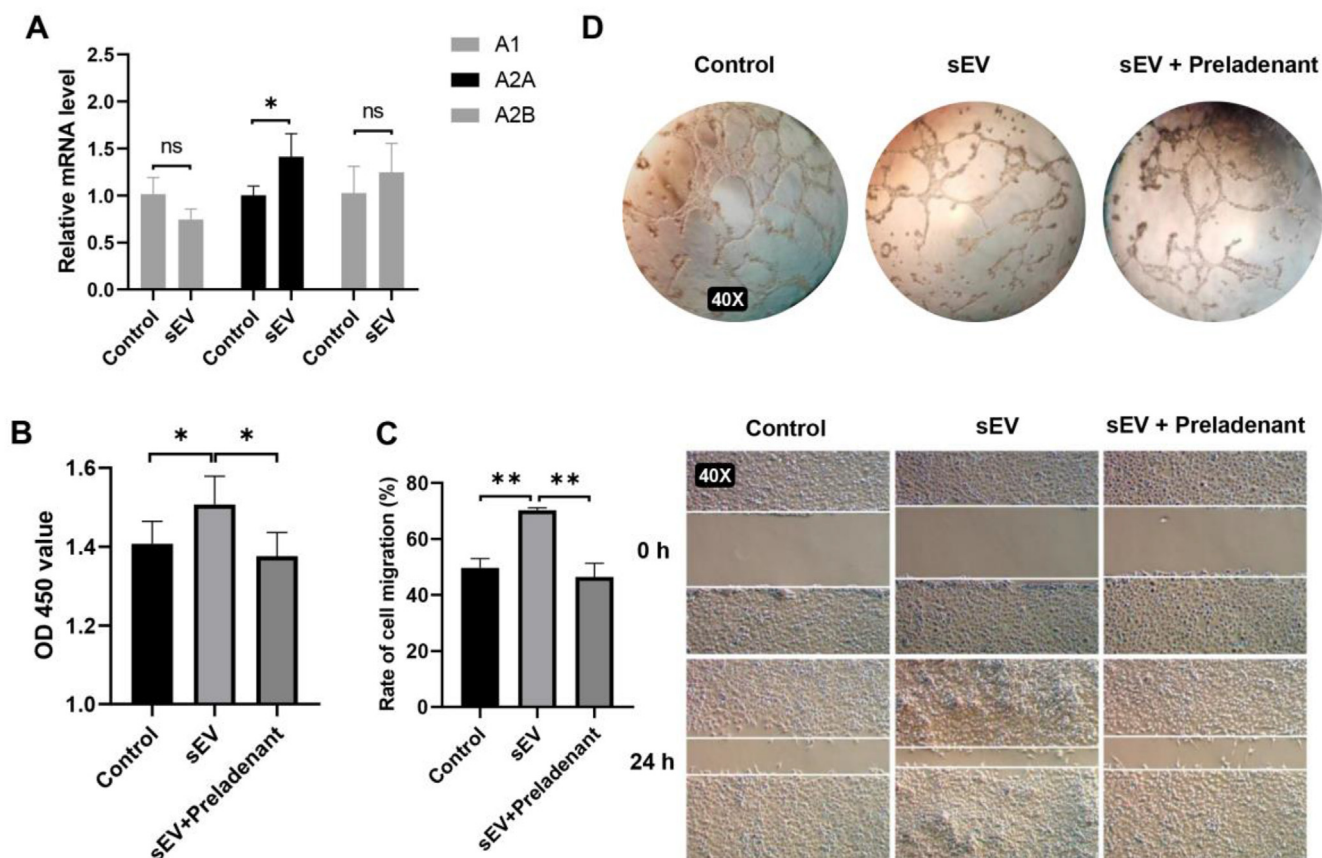 A
Relative mRNA level
2.5
2.0
1.5
1.0
0.5
0.0
ns
*
ns
Control
sEV
Control
sEV
Control
sEV
A1
A2A
A2B
B
OD 450 value
1.6
1.4
1.2
1.0
*
*
Control
sEV
sEV+Preladenant
C
Rate of cell migration (%)
80
60
40
20
0
**
**
Control
sEV
sEV+Preladenant
D
Control
sEV
sEV + Preladenant
40X
Control
sEV
sEV + Preladenant
40X
0 h
24 h